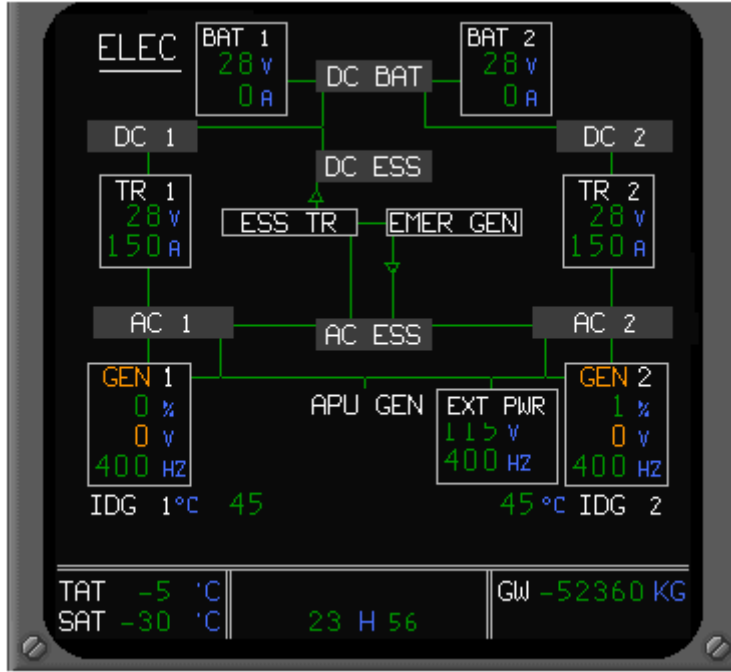 ELEC
BAT 1
28 V
0 A
DC BAT
BAT 2
28 V
0 A
DC 1
DC 2
DC ESS
TR 1
28 V
150 A
ESS TR
EMER GEN
TR 2
28 V
150 A
AC 1
AC ESS
AC 2
GEN 1
0 %
0 V
400 HZ
APU GEN
EXT PWR
115 V
400 HZ
GEN 2
1 %
0 V
400 HZ
IDG 1 °C 45
45 °C IDG 2
TAT -5 °C
SAT -30 °C
23 H 56
GW -52360 KG